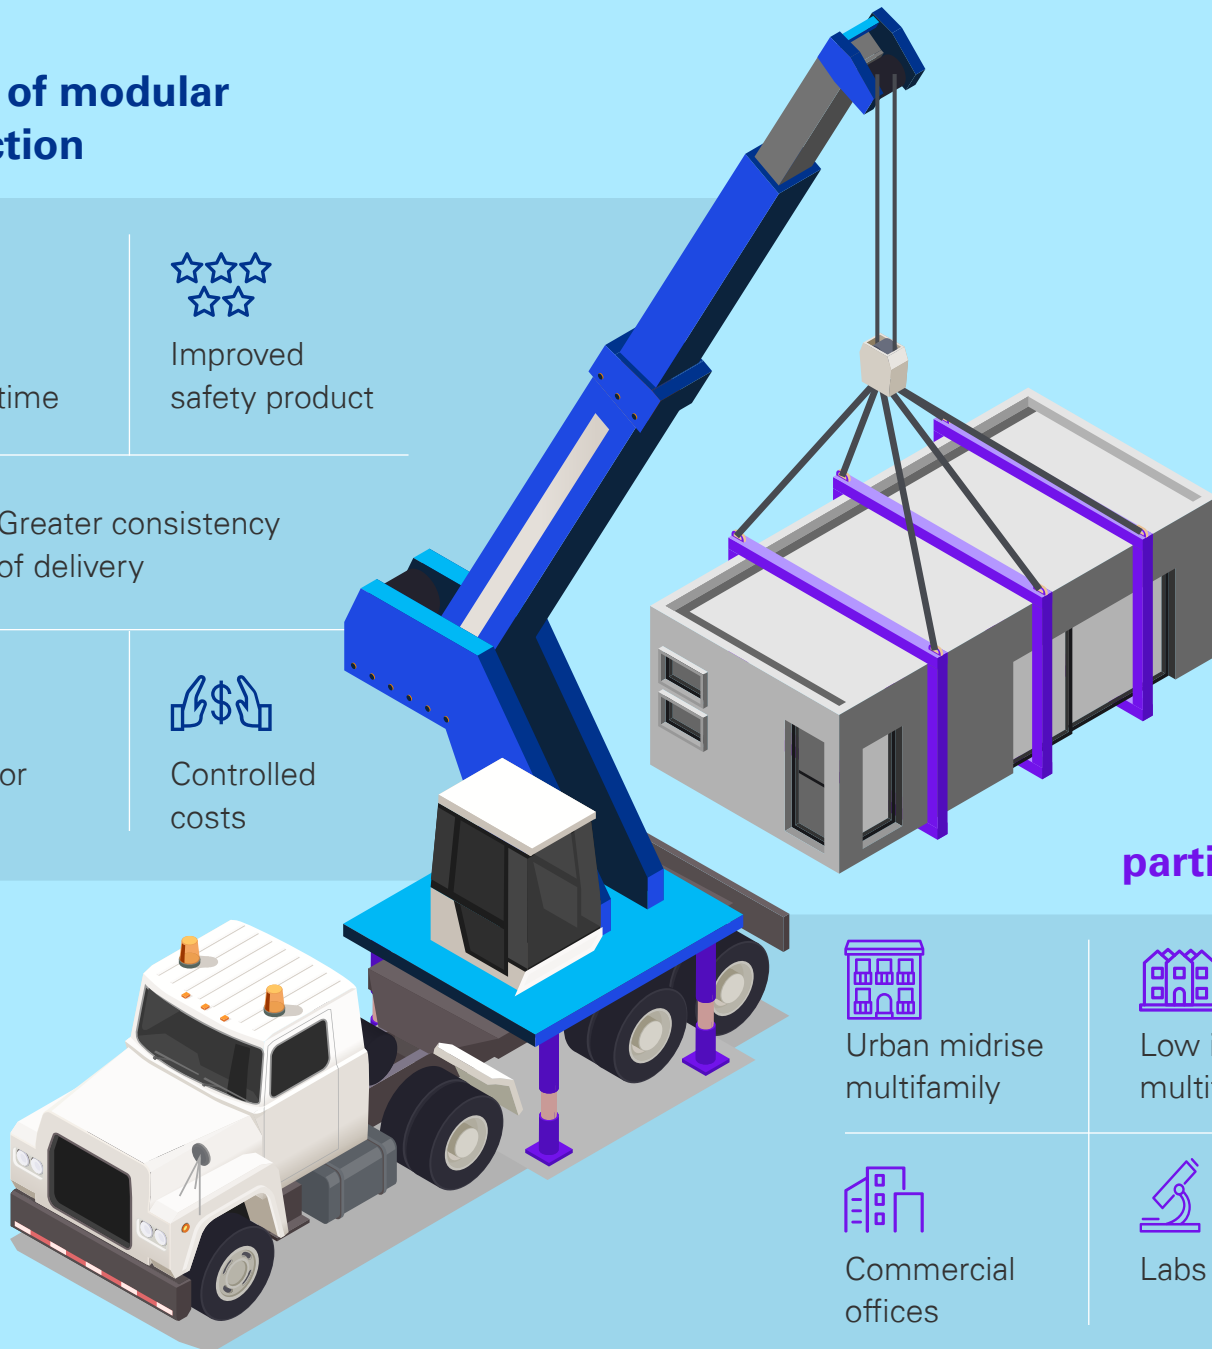 of modular
ction
time
Improved
safety product
Greater consistency
of delivery
or
Controlled
costs
parti
Urban midrise
multifamily
Low i
multi
Commercial
offices
Labs